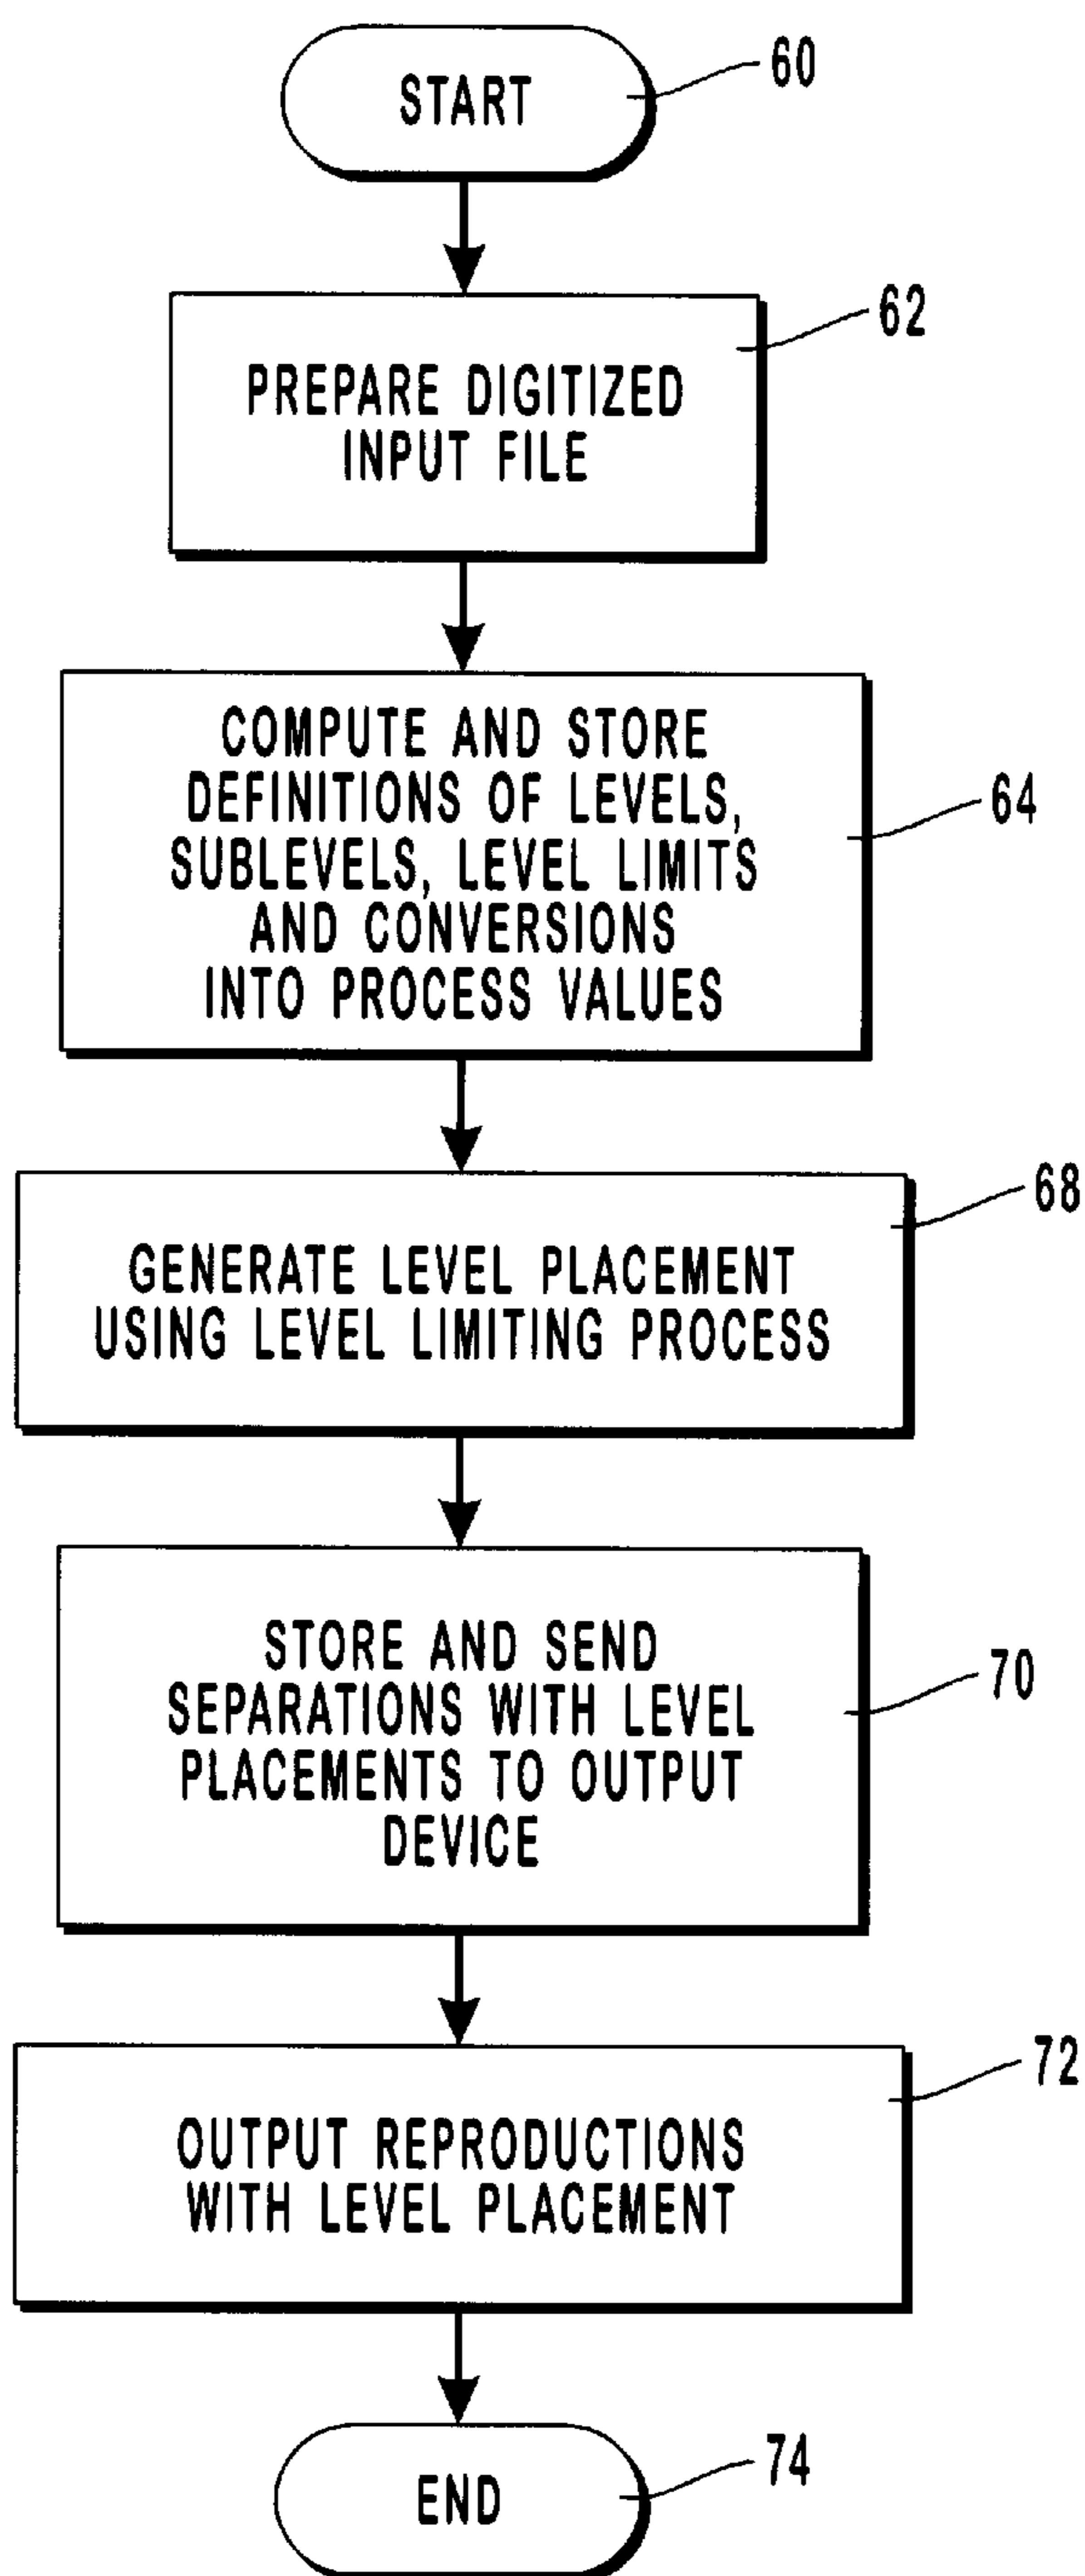 START
60
PREPARE DIGITIZED
INPUT FILE
62
COMPUTE AND STORE
DEFINITIONS OF LEVELS,
SUBLEVELS, LEVEL LIMITS
AND CONVERSIONS
INTO PROCESS VALUES
64
GENERATE LEVEL PLACEMENT
USING LEVEL LIMITING PROCESS
68
STORE AND SEND
SEPARATIONS WITH LEVEL
PLACEMENTS TO OUTPUT
DEVICE
70
OUTPUT REPRODUCTIONS
WITH LEVEL PLACEMENT
72
END
74